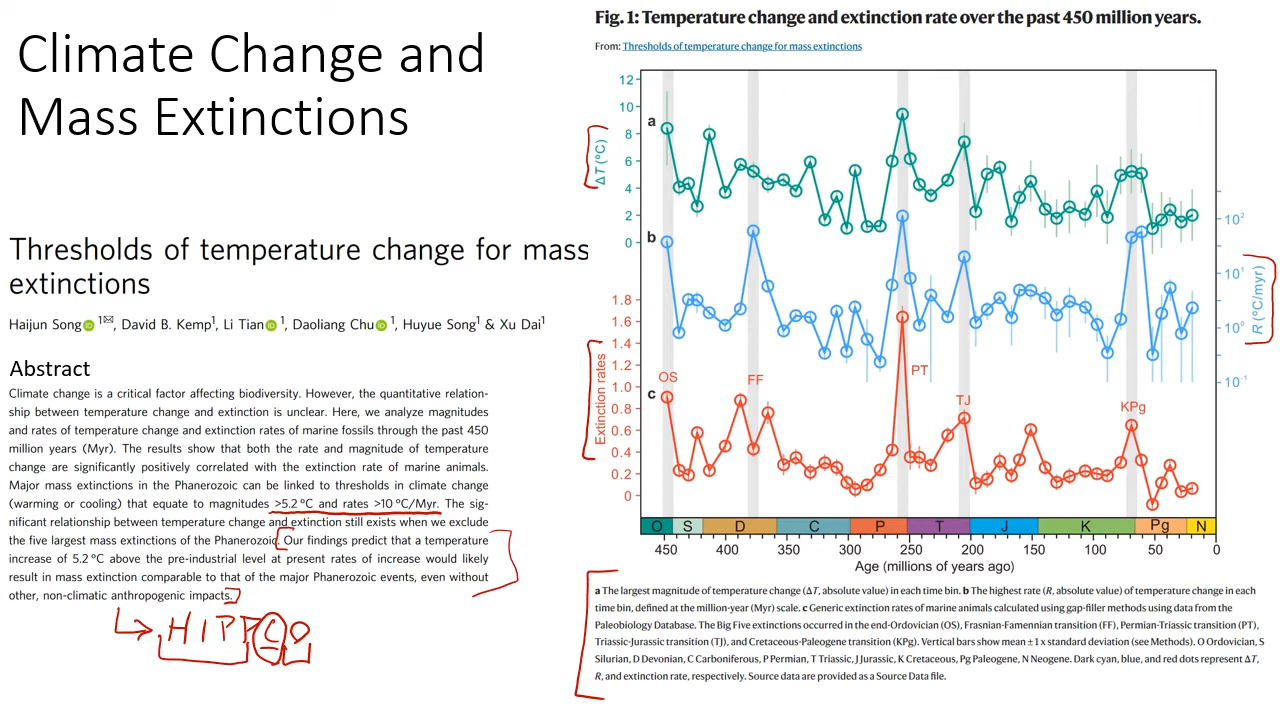 Climate Change and
Mass Extinctions
Thresholds of temperature change for mass
extinctions
Haijun Song iD 1✉, David B. Kemp1, Li Tian iD 1, Daoliang Chu iD 1, Huyue Song1 & Xu Dai1
Abstract
Climate change is a critical factor affecting biodiversity. However, the quantitative relation-
ship between temperature change and extinction is unclear. Here, we analyze magnitudes
and rates of temperature change and extinction rates of marine fossils through the past 450
million years (Myr). The results show that both the rate and magnitude of temperature
change are significantly positively correlated with the extinction rate of marine animals.
Major mass extinctions in the Phanerozoic can be linked to thresholds in climate change
(warming or cooling) that equate to magnitudes >5.2 °C and rates >10 °C/Myr. The sig-
nificant relationship between temperature change and extinction still exists when we exclude
the five largest mass extinctions of the Phanerozoic. Our findings predict that a temperature
increase of 5.2 °C above the pre-industrial level at present rates of increase would likely
result in mass extinction comparable to that of the major Phanerozoic events, even without
other, non-climatic anthropogenic impacts.
HIPPCO
Fig. 1: Temperature change and extinction rate over the past 450 million years.
From: Thresholds of temperature change for mass extinctions
a
12
10
8
6
4
2
0
ΔT (°C)
b
10²
10¹
10⁰
10⁻¹
R (°C/myr)
c
1.8
1.6
1.4
1.2
1.0
0.8
0.6
0.4
0.2
0
Extinction rates
OS
FF
PT
TJ
KPg
O S D C P T J K Pg N
450 400 350 300 250 200 150 100 50 0
Age (millions of years ago)
a The largest magnitude of temperature change (ΔT, absolute value) in each time bin. b The highest rate (R, absolute value) of temperature change in each
time bin, defined at the million-year (Myr) scale. c Generic extinction rates of marine animals calculated using gap-filler methods using data from the
Paleobiology Database. The Big Five extinctions occurred in the end-Ordovician (OS), Frasnian-Famennian transition (FF), Permian-Triassic transition (PT),
Triassic-Jurassic transition (TJ), and Cretaceous-Paleogene transition (KPg). Vertical bars show mean ± 1 x standard deviation (see Methods). O Ordovician, S
Silurian, D Devonian, C Carboniferous, P Permian, T Triassic, J Jurassic, K Cretaceous, Pg Paleogene, N Neogene. Dark cyan, blue, and red dots represent ΔT,
R, and extinction rate, respectively. Source data are provided as a Source Data file.